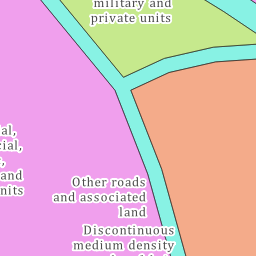 military and
private units
al,
cial,
,
and
nits
Other roads
and associated
land
Discontinuous
medium density